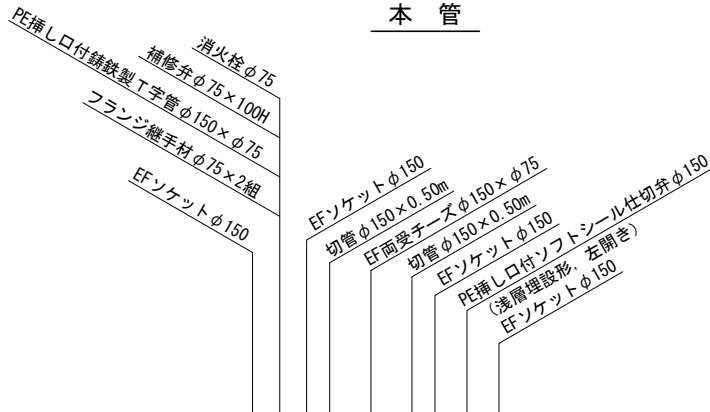 本 管
消火栓φ75
補修弁φ75×100H
PE挿し口付鋳鉄製T字管φ150×φ75
フランジ継手材φ75×2組
EFソケットφ150
EFソケットφ150
切管φ150×0.50m
EF両受チーズφ150×φ75
切管φ150×0.50m
EFソケットφ150
PE挿し口付ソフトシール仕切弁φ150
(浅層埋設形, 左開き)
EFソケットφ150